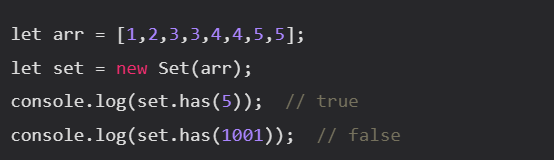 let arr = [1,2,3,3,4,4,5,5];
let set = new Set(arr);
console.log(set.has(5));  // true
console.log(set.has(1001));  // false